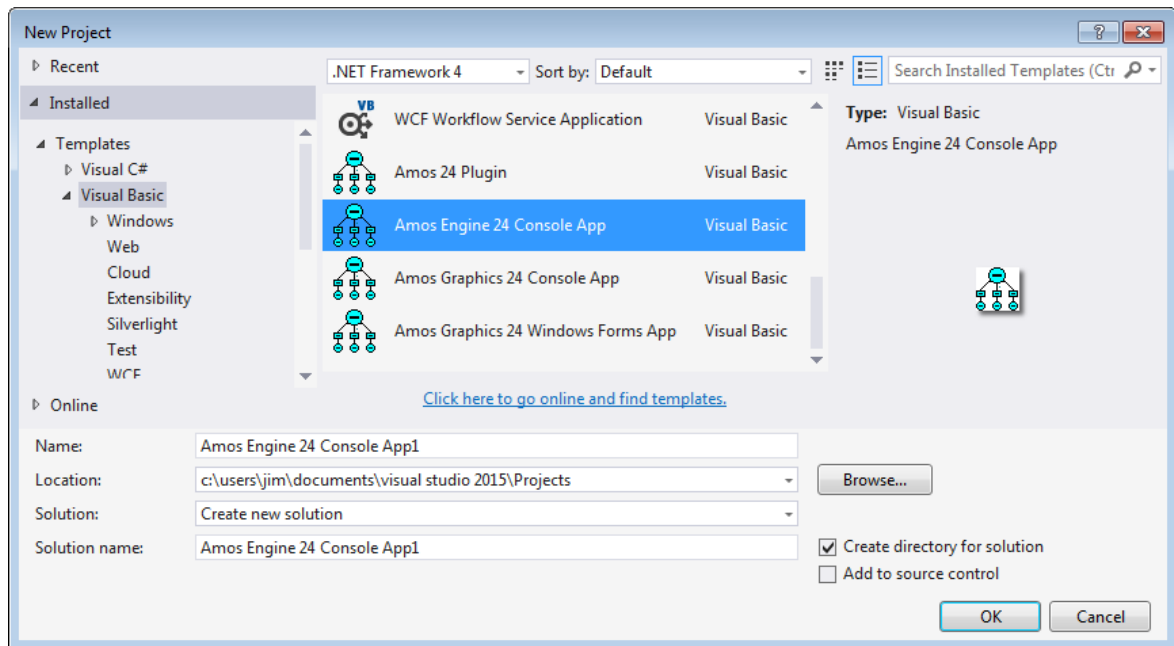 New Project
Recent
Installed
Templates
Visual C#
Visual Basic
Windows
Web
Cloud
Extensibility
Silverlight
Test
WCF
Online
.NET Framework 4 Sort by: Default
Search Installed Templates (Ctr
VB
WCF Workflow Service Application Visual Basic
Amos 24 Plugin Visual Basic
Amos Engine 24 Console App Visual Basic
Amos Graphics 24 Console App Visual Basic
Amos Graphics 24 Windows Forms App Visual Basic
Click here to go online and find templates.
Type: Visual Basic
Amos Engine 24 Console App
Name: Amos Engine 24 Console App1
Location: c:\users\jim\documents\visual studio 2015\Projects
Browse...
Solution: Create new solution
Solution name: Amos Engine 24 Console App1
Create directory for solution
Add to source control
OK Cancel